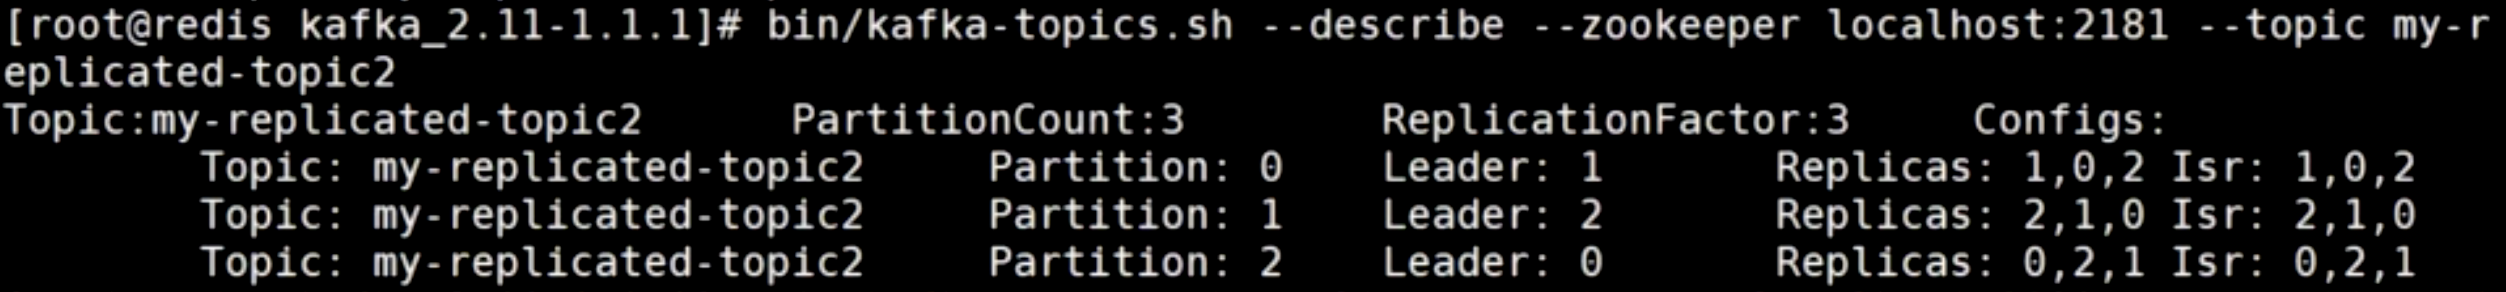 [root@redis kafka_2.11-1.1.1]# bin/kafka-topics.sh --describe --zookeeper localhost:2181 --topic my-r
eplicated-topic2
Topic:my-replicated-topic2 PartitionCount:3 ReplicationFactor:3 Configs:
Topic: my-replicated-topic2 Partition: 0 Leader: 1 Replicas: 1,0,2 Isr: 1,0,2
Topic: my-replicated-topic2 Partition: 1 Leader: 2 Replicas: 2,1,0 Isr: 2,1,0
Topic: my-replicated-topic2 Partition: 2 Leader: 0 Replicas: 0,2,1 Isr: 0,2,1